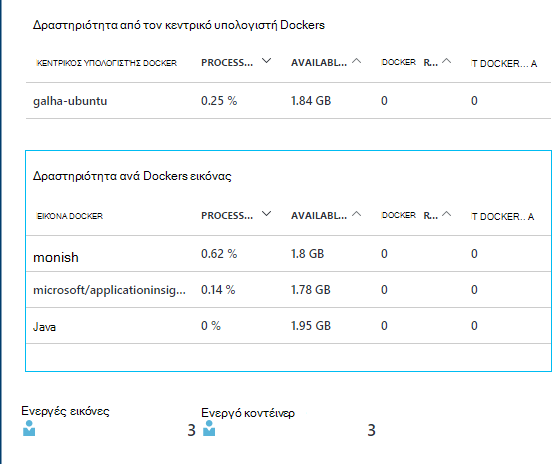 Δραστηριότητα από τον κεντρικό υπολογιστή Dockers
ΚΕΝΤΡΙΚΌΣ ΥΠΟΛΟΓΙΣΤΉΣ DOCKER PROCESS... AVAILABL... DOCKER R... T DOCKER... A
galha-ubuntu 0.25 % 1.84 GB 0 0
Δραστηριότητα ανά Dockers εικόνας
ΕΙΚΌΝΑ DOCKER PROCESS... AVAILABL... DOCKER R... T DOCKER.. A
monish 0.62 % 1.8 GB 0 0
microsoft/applicationinsig... 0.14 % 1.78 GB 0 0
Java 0 % 1.95 GB 0 0
Ενεργές εικόνες Ενεργό κοντέινερ
3 3